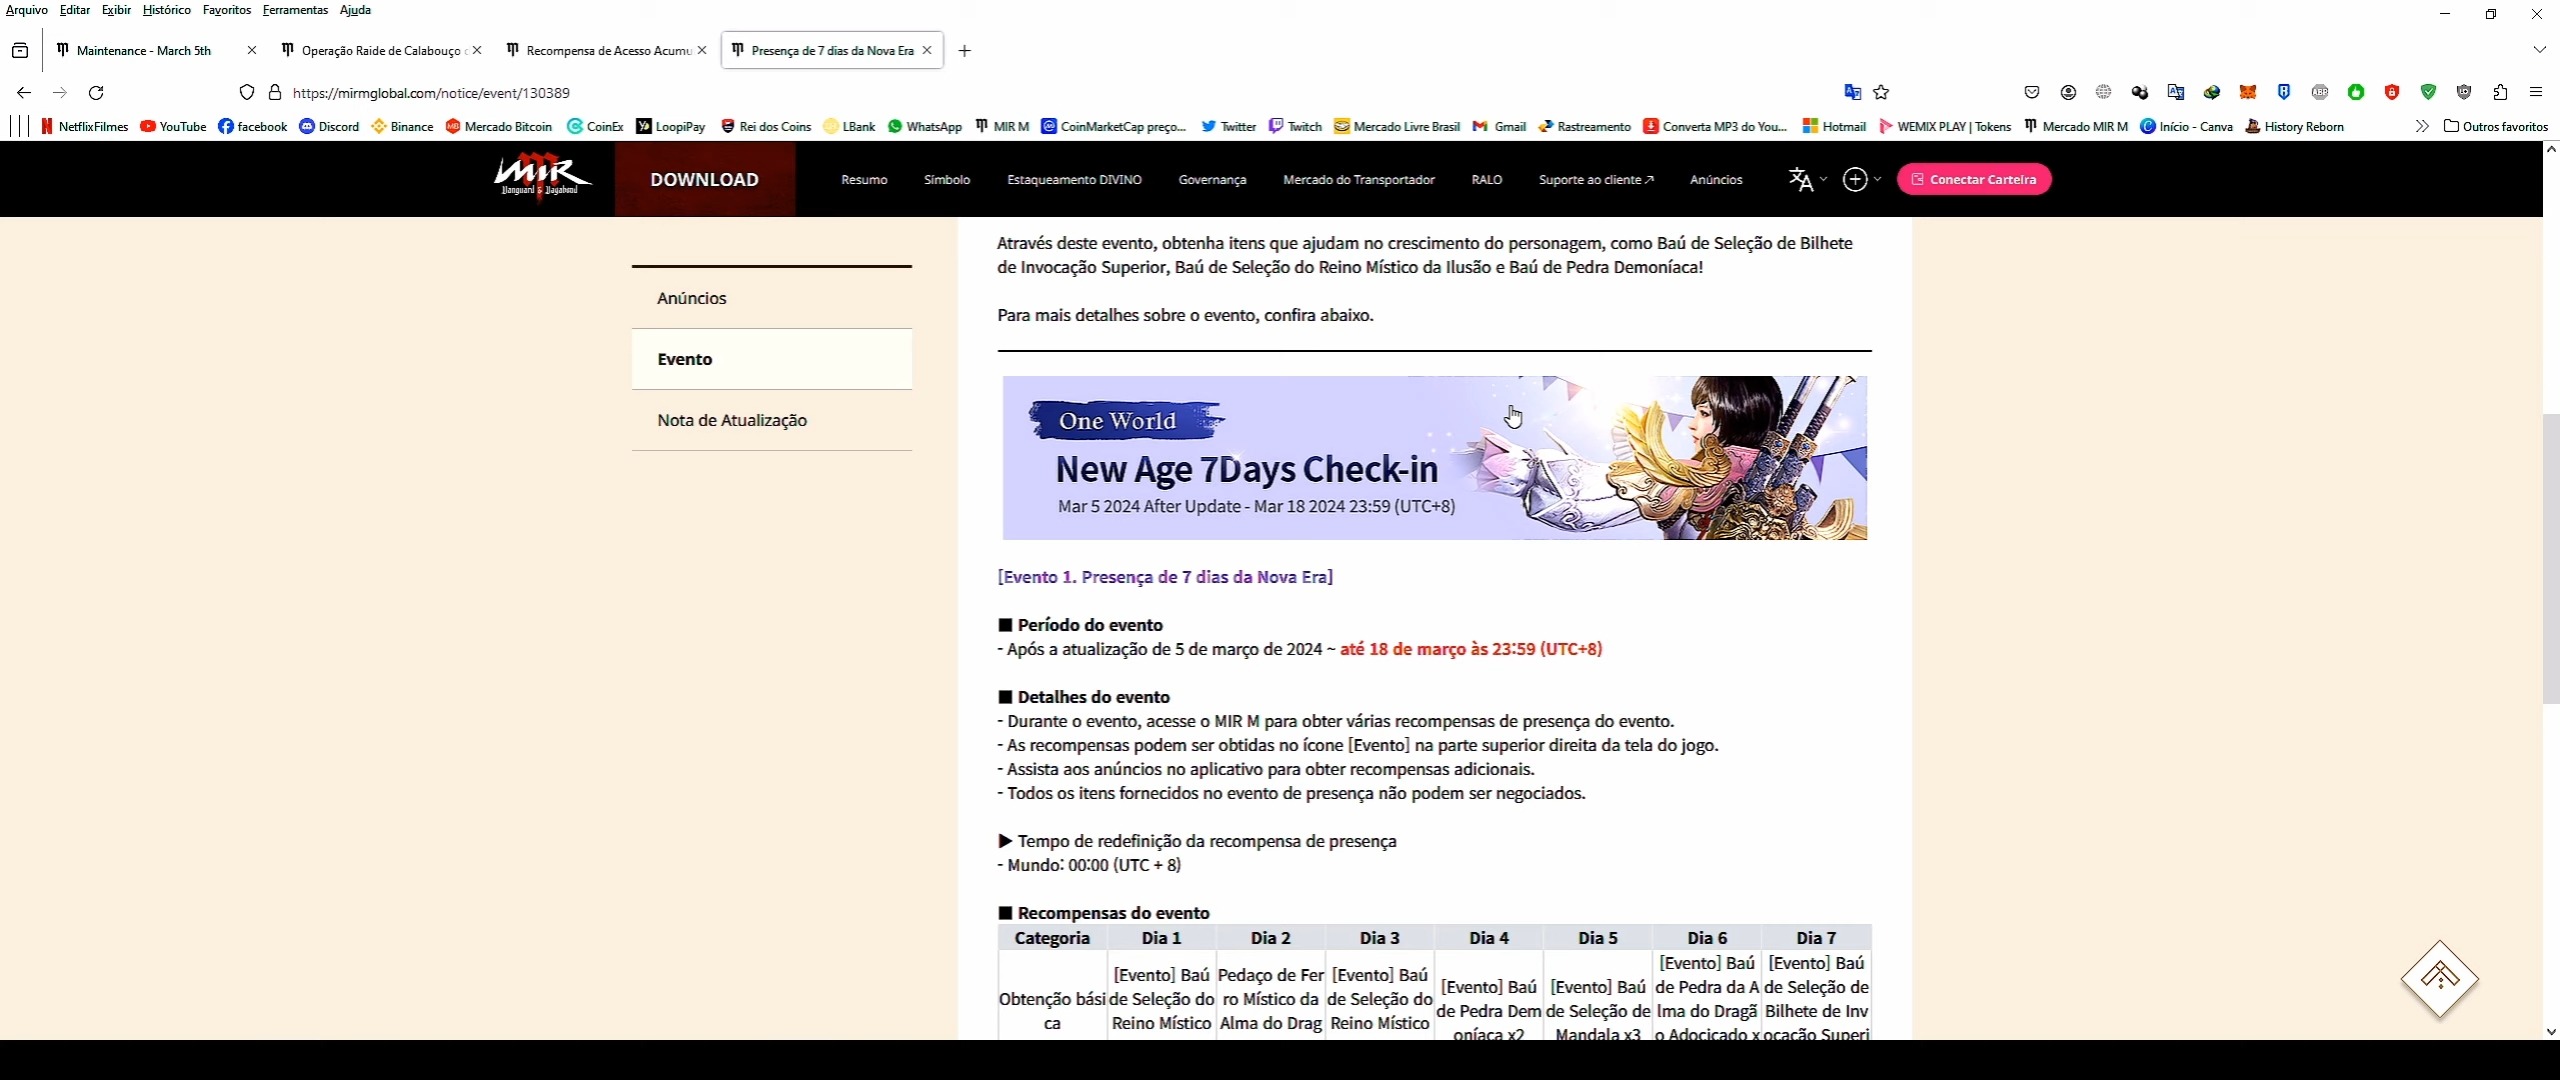 Arquivo Editar Exibir Histórico Favoritos Ferramentas Ajuda
Maintenance - March 5th
Operação Raide de Calabouço
Recompensa de Acesso Acumu
Presença de 7 dias da Nova Era
https://mirmglobal.com/notice/event/130389
NetflixFilmes YouTube facebook Discord Binance Mercado Bitcoin CoinEx LoopiPay Rei dos Coins LBank WhatsApp MIR M CoinMarketCap preço... Twitter Twitch Mercado Livre Brasil Gmail Rastreamento Converta MP3 do You... Hotmail WEMIX PLAY | Tokens Mercado MIR M Início - Canva History Reborn Outros favoritos
MIR M
Vanguard & Vagabond
DOWNLOAD
Resumo Símbolo Estaqueamento DIVINO Governança Mercado do Transportador RALO Suporte ao cliente Anúncios
Conectar Carteira
Anúncios
Evento
Nota de Atualização
Através deste evento, obtenha itens que ajudam no crescimento do personagem, como Baú de Seleção de Bilhete
de Invocação Superior, Baú de Seleção do Reino Místico da Ilusão e Baú de Pedra Demoníaca!
Para mais detalhes sobre o evento, confira abaixo.
One World
New Age 7Days Check-in
Mar 5 2024 After Update - Mar 18 2024 23:59 (UTC+8)
[Evento 1. Presença de 7 dias da Nova Era]
■ Período do evento
- Após a atualização de 5 de março de 2024 ~ até 18 de março às 23:59 (UTC+8)
■ Detalhes do evento
- Durante o evento, acesse o MIR M para obter várias recompensas de presença do evento.
- As recompensas podem ser obtidas no ícone [Evento] na parte superior direita da tela do jogo.
- Assista aos anúncios no aplicativo para obter recompensas adicionais.
- Todos os itens fornecidos no evento de presença não podem ser negociados.
▶ Tempo de redefinição da recompensa de presença
- Mundo: 00:00 (UTC + 8)
■ Recompensas do evento
Categoria Dia 1 Dia 2 Dia 3 Dia 4 Dia 5 Dia 6 Dia 7
Obtenção bási
ca
[Evento] Baú
de Seleção do
Reino Místico
Pedaço de Fer
ro Místico da
Alma do Drag
[Evento] Baú
de Seleção do
Reino Místico
[Evento] Baú
de Pedra Dem
oníaca x2
[Evento] Baú
de Seleção de
Mandala x3
[Evento] Baú
de Pedra da A
lma do Dragã
o Adocicado x
[Evento] Baú
de Seleção de
Bilhete de Inv
ocação Superi